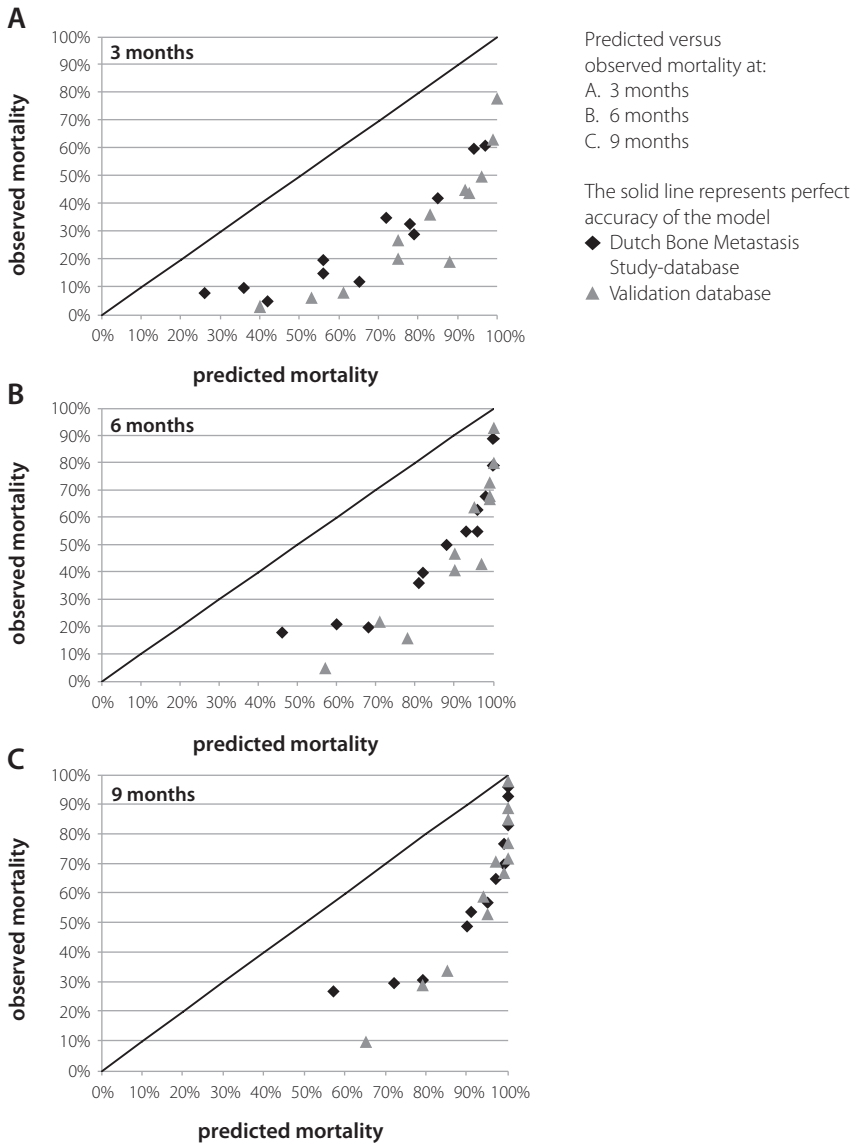 A
3 months
100%
90%
80%
70%
60%
50%
40%
30%
20%
10%
0%
observed mortality
0% 10% 20% 30% 40% 50% 60% 70% 80% 90% 100%
predicted mortality
Predicted versus
observed mortality at:
A. 3 months
B. 6 months
C. 9 months
The solid line represents perfect
accuracy of the model
Dutch Bone Metastasis
Study-database
Validation database
B
6 months
100%
90%
80%
70%
60%
50%
40%
30%
20%
10%
0%
observed mortality
0% 10% 20% 30% 40% 50% 60% 70% 80% 90% 100%
predicted mortality
C
9 months
100%
90%
80%
70%
60%
50%
40%
30%
20%
10%
0%
observed mortality
0% 10% 20% 30% 40% 50% 60% 70% 80% 90% 100%
predicted mortality